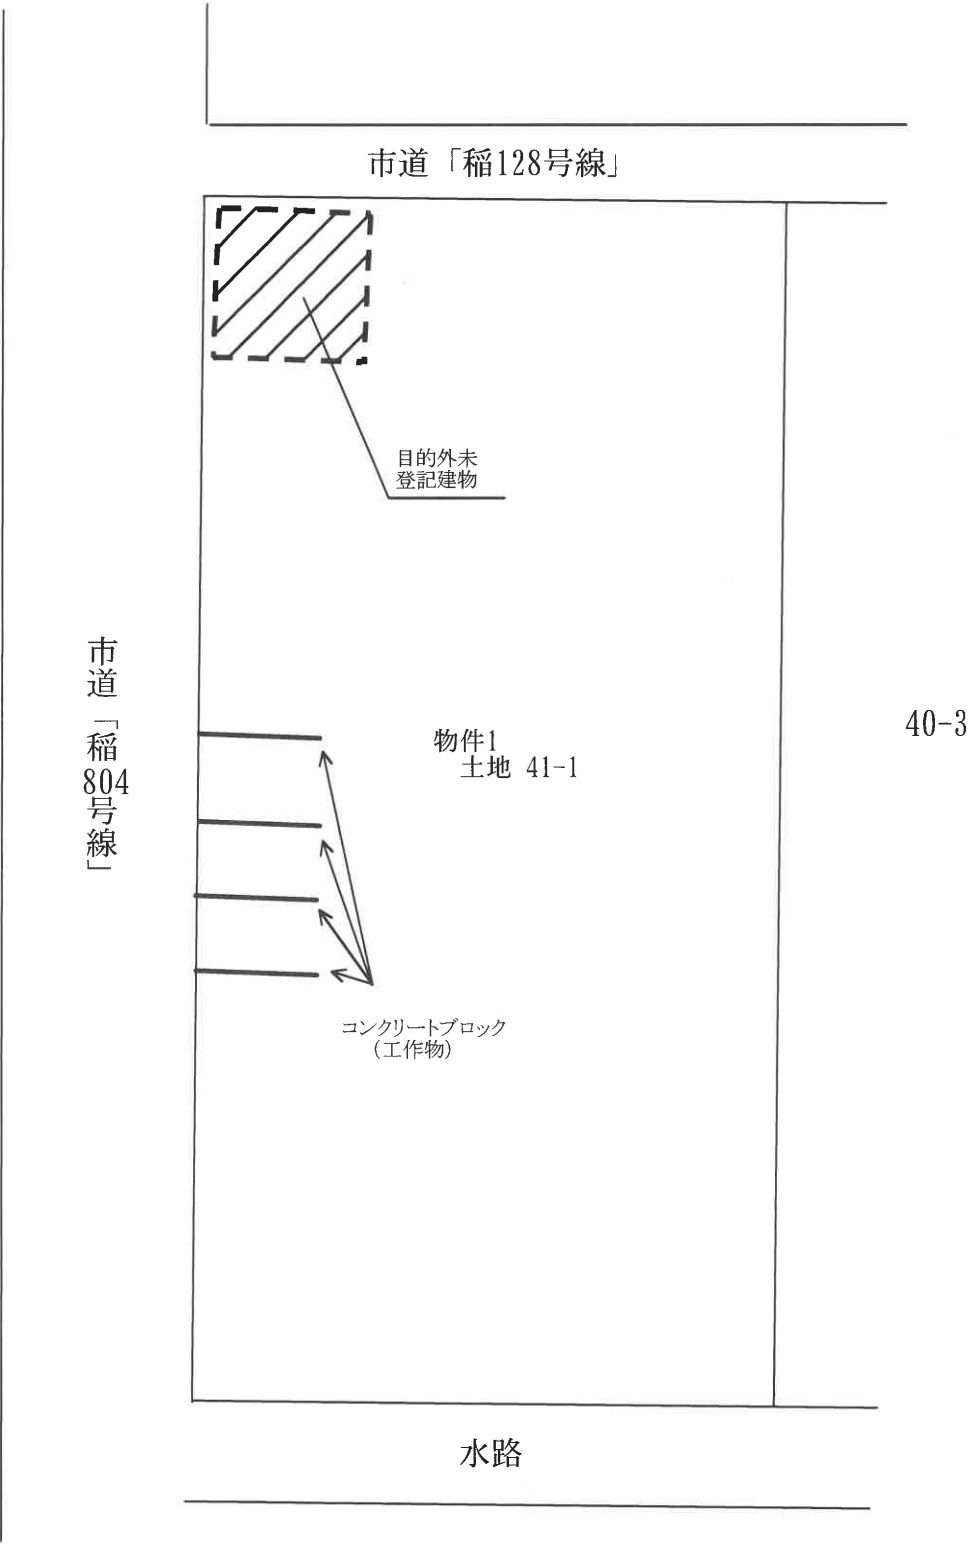 市道「稲128号線」
目的外未
登記建物
市道「稲804号線」
物件1
土地 41-1
40-3
コンクリートブロック
(工作物)
水路